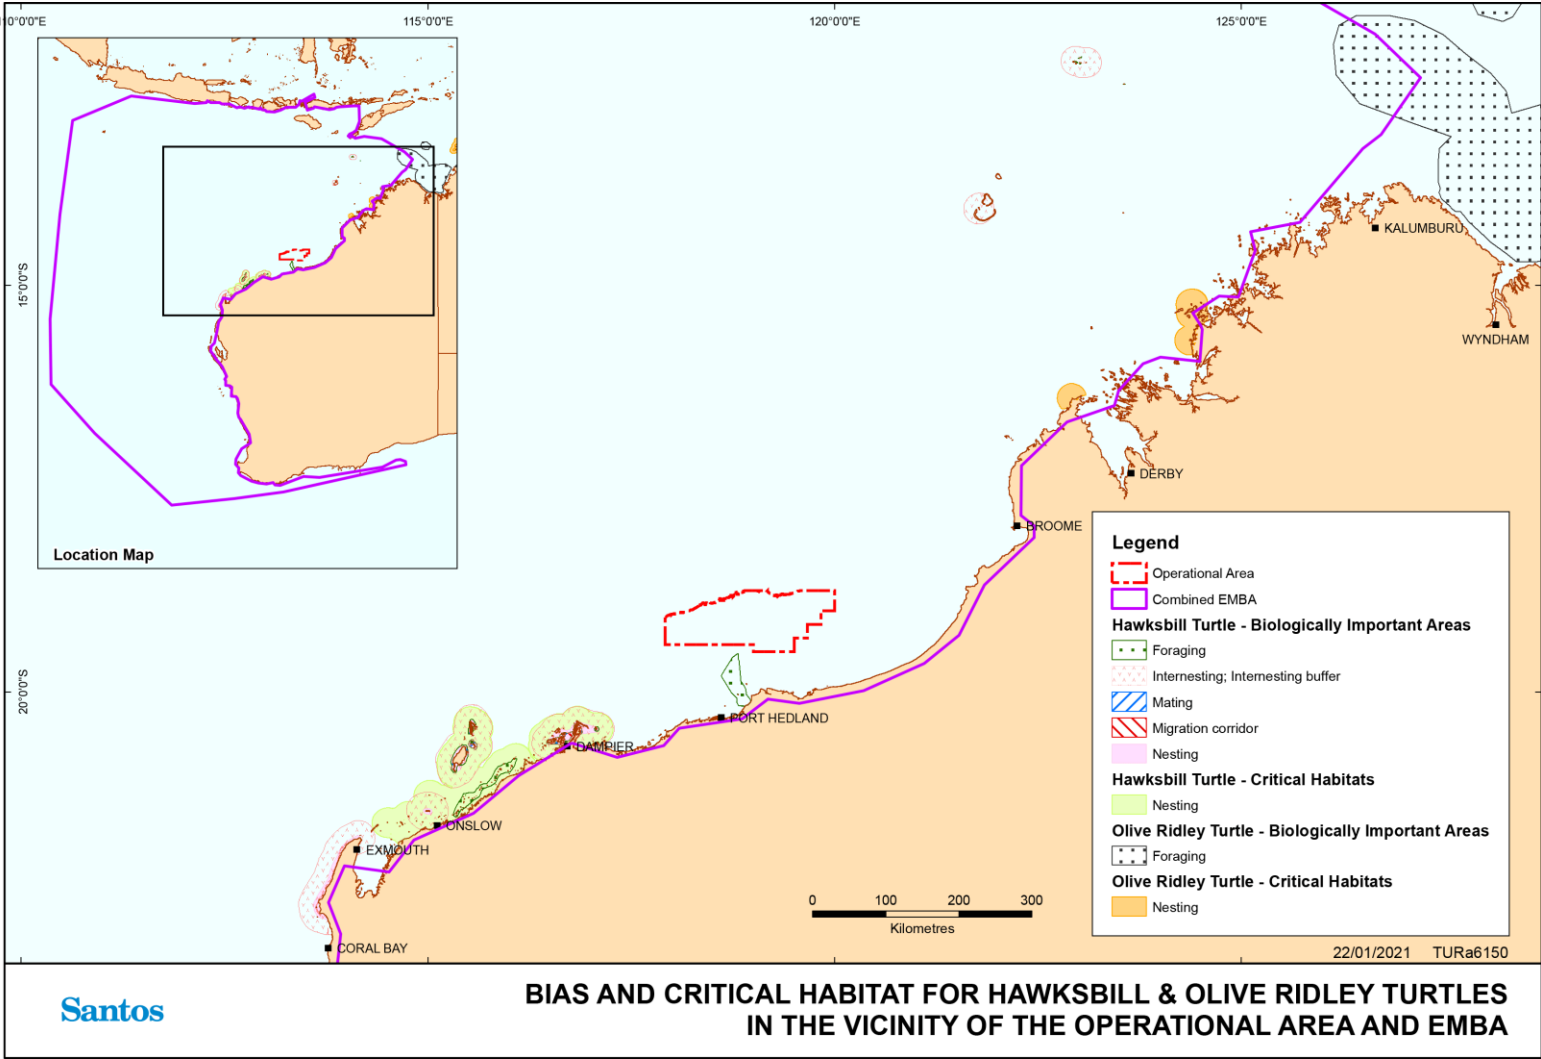 10°0'0"E
115°0'0"E
120°0'0"E
125°0'0"E
15°0'0"S
20°0'0"S
Location Map
KALUMBURU
WYNDHAM
DERBY
BROOME
PORT HEDLAND
DAMPIER
ONSLOW
EXMOUTH
CORAL BAY
0 100 200 300
Kilometres
Legend
Operational Area
Combined EMBA
Hawksbill Turtle - Biologically Important Areas
Foraging
Internesting; Internesting buffer
Mating
Migration corridor
Nesting
Hawksbill Turtle - Critical Habitats
Nesting
Olive Ridley Turtle - Biologically Important Areas
Foraging
Olive Ridley Turtle - Critical Habitats
Nesting
22/01/2021 TURa6150
Santos
BIAS AND CRITICAL HABITAT FOR HAWKSBILL & OLIVE RIDLEY TURTLES
IN THE VICINITY OF THE OPERATIONAL AREA AND EMBA